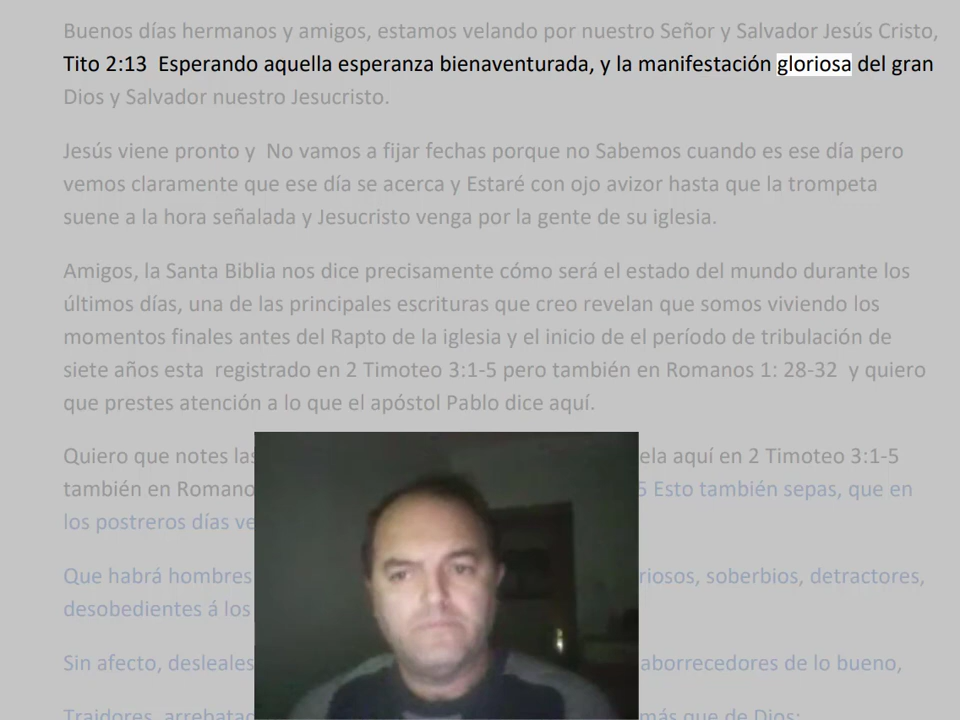 Buenos días hermanos y amigos, estamos velando por nuestro Señor y Salvador Jesús Cristo,
Tito 2:13  Esperando aquella esperanza bienaventurada, y la manifestación gloriosa del gran
Dios y Salvador nuestro Jesucristo.
Jesús viene pronto y  No vamos a fijar fechas porque no Sabemos cuando es ese día pero
vemos claramente que ese día se acerca y Estaré con ojo avizor hasta que la trompeta
suene a la hora señalada y Jesucristo venga por la gente de su iglesia.
Amigos, la Santa Biblia nos dice precisamente cómo será el estado del mundo durante los
últimos días, una de las principales escrituras que creo revelan que somos viviendo los
momentos finales antes del Rapto de la iglesia y el inicio de el período de tribulación de
siete años esta  registrado en 2 Timoteo 3:1-5 pero también en Romanos 1: 28-32  y quiero
que prestes atención a lo que el apóstol Pablo dice aquí.
Quiero que notes aquí en 2 Timoteo 3:1-5
también en 5 Esto también sepas, que en
los postreros días
Que habrá hombres soberbios, detractores,
desobedientes á los
Sin afecto, desleales aborrecedores de lo bueno,
Traidores, más que de Dios;